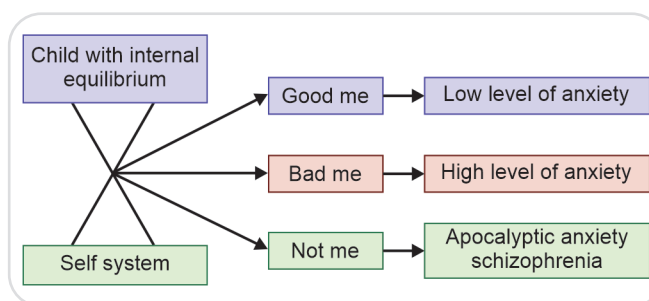 Child with internal
equilibrium
Good me
Low level of anxiety
Bad me
High level of anxiety
Self system
Not me
Apocalyptic anxiety
schizophrenia